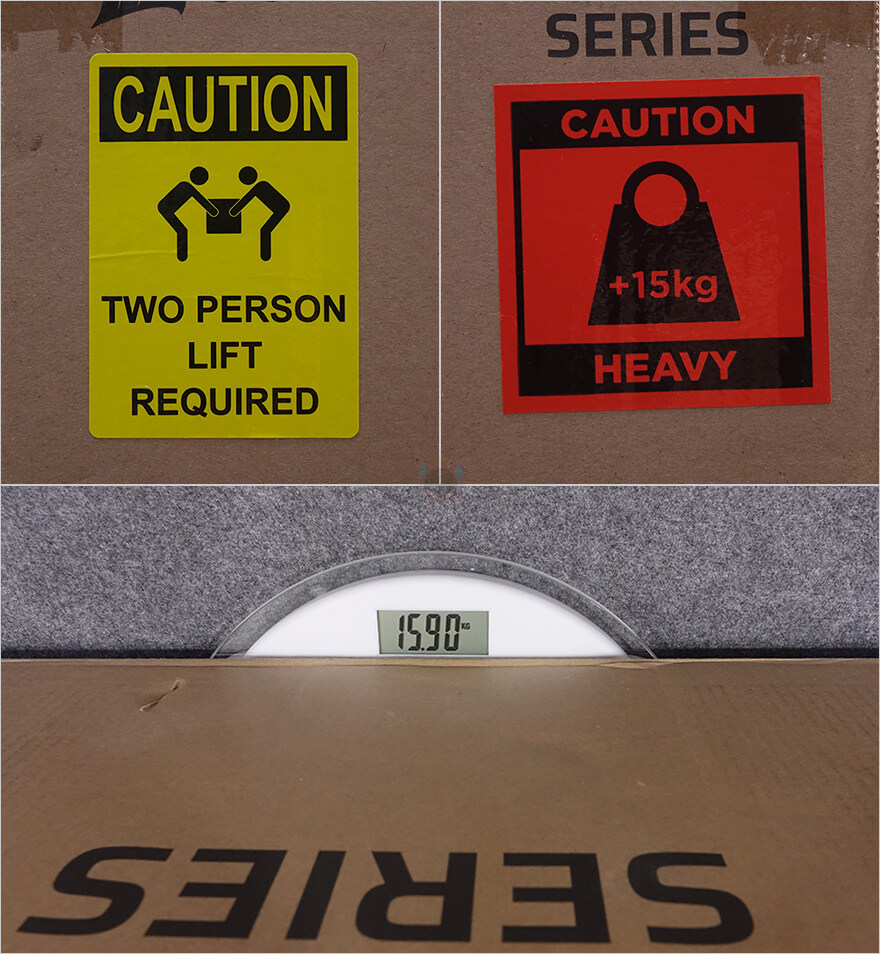 CAUTION
TWO PERSON
LIFT
REQUIRED
SERIES
CAUTION
+15kg
HEAVY
15.90 KG
SERIES